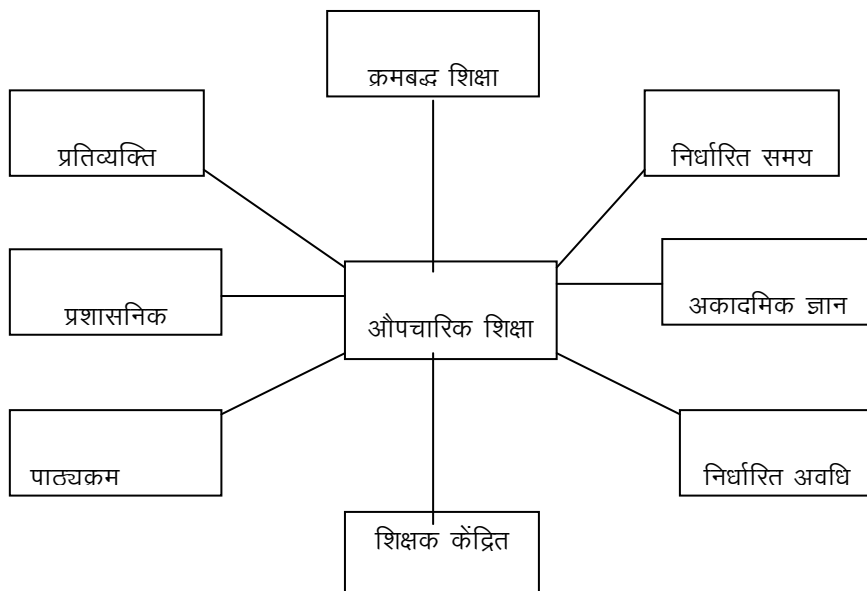 क्रमबद्ध शिक्षा
प्रतिव्यक्ति
निर्धारित समय
प्रशासनिक
औपचारिक शिक्षा
अकादमिक ज्ञान
पाठ्यक्रम
निर्धारित अवधि
शिक्षक केंद्रित